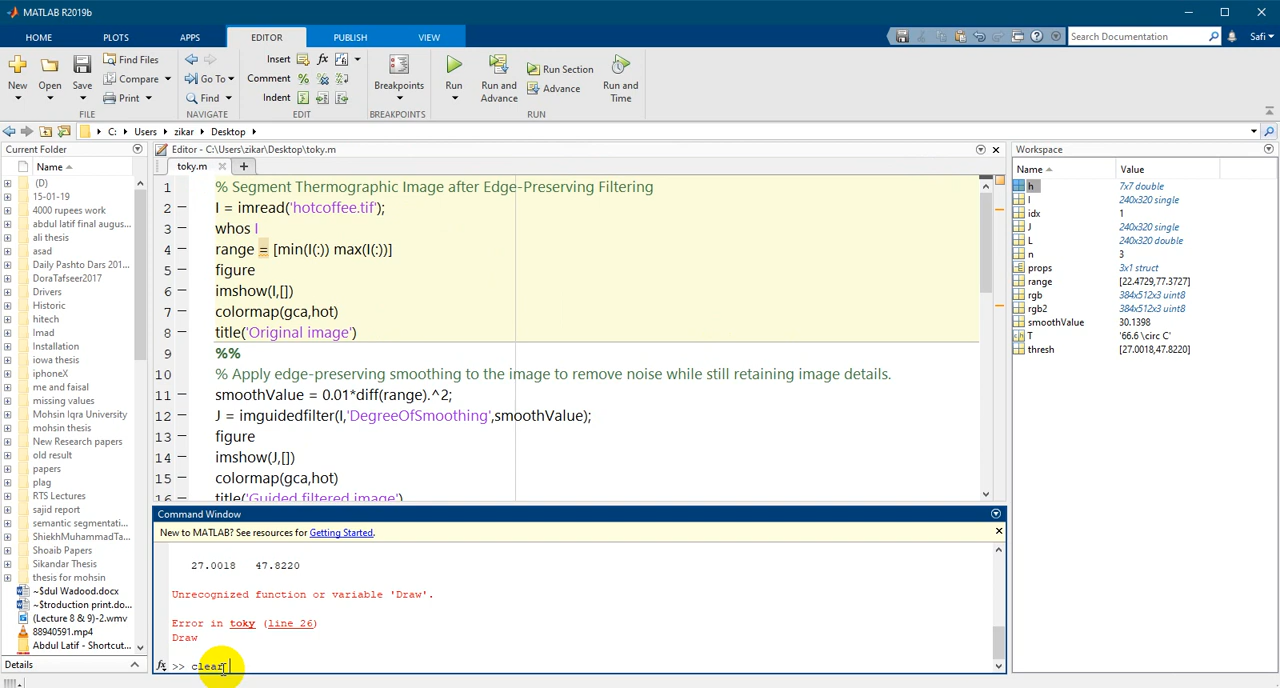 MATLAB R2019b
HOME PLOTS APPS EDITOR PUBLISH VIEW
Search Documentation
Safi
New
Open
Save
Find Files
Compare
Print
FILE
Go To
Find
NAVIGATE
Insert
Comment
Indent
EDIT
Breakpoints
BREAKPOINTS
Run
Run and
Advance
Run Section
Advance
Run and
Time
RUN
C: Users zikar Desktop
Current Folder
Name
(D)
15-01-19
4000 rupees work
abdul latif final augus...
ali thesis
asad
Daily Pashto Dars 201...
DoraTafseer2017
Drivers
Historic
hitech
Imad
Installation
iowa thesis
iphoneX
me and faisal
missing values
Mohsin Iqra University
mohsin thesis
New Research papers
old result
papers
plag
RTS Lectures
sajid report
semantic segmentati...
ShiekhMuhammadTa...
Shoaib Papers
Sikandar Thesis
thesis for mohsin
~$dul Wadood.docx
~$troduction print.do...
(Lecture 8 & 9)-2.wmv
88940591.mp4
Abdul Latif - Shortcut...
Details
Editor - C:\Users\zikar\Desktop\toky.m
toky.m
1 % Segment Thermographic Image after Edge-Preserving Filtering
2 I = imread('hotcoffee.tif');
3 whos I
4 range = [min(I(:)) max(I(:))]
5 figure
6 imshow(I,[])
7 colormap(gca,hot)
8 title('Original image')
9 %%
10 % Apply edge-preserving smoothing to the image to remove noise while still retaining image details.
11 smoothValue = 0.01*diff(range).^2;
12 J = imguidedfilter(I,'DegreeOfSmoothing',smoothValue);
13 figure
14 imshow(J,[])
15 colormap(gca,hot)
16 title('Guided filtered image')
Command Window
New to MATLAB? See resources for Getting Started.
27.0018 47.8220
Unrecognized function or variable 'Draw'.
Error in toky (line 26)
Draw
fx >> clear
Workspace
Name Value
h 7x7 double
I 240x320 single
idx 1
J 240x320 single
L 240x320 double
n 3
props 3x1 struct
range [22.4729,77.3727]
rgb 384x512x3 uint8
rgb2 384x512x3 uint8
smoothValue 30.1398
T '66.6 \circ C'
thresh [27.0018,47.8220]